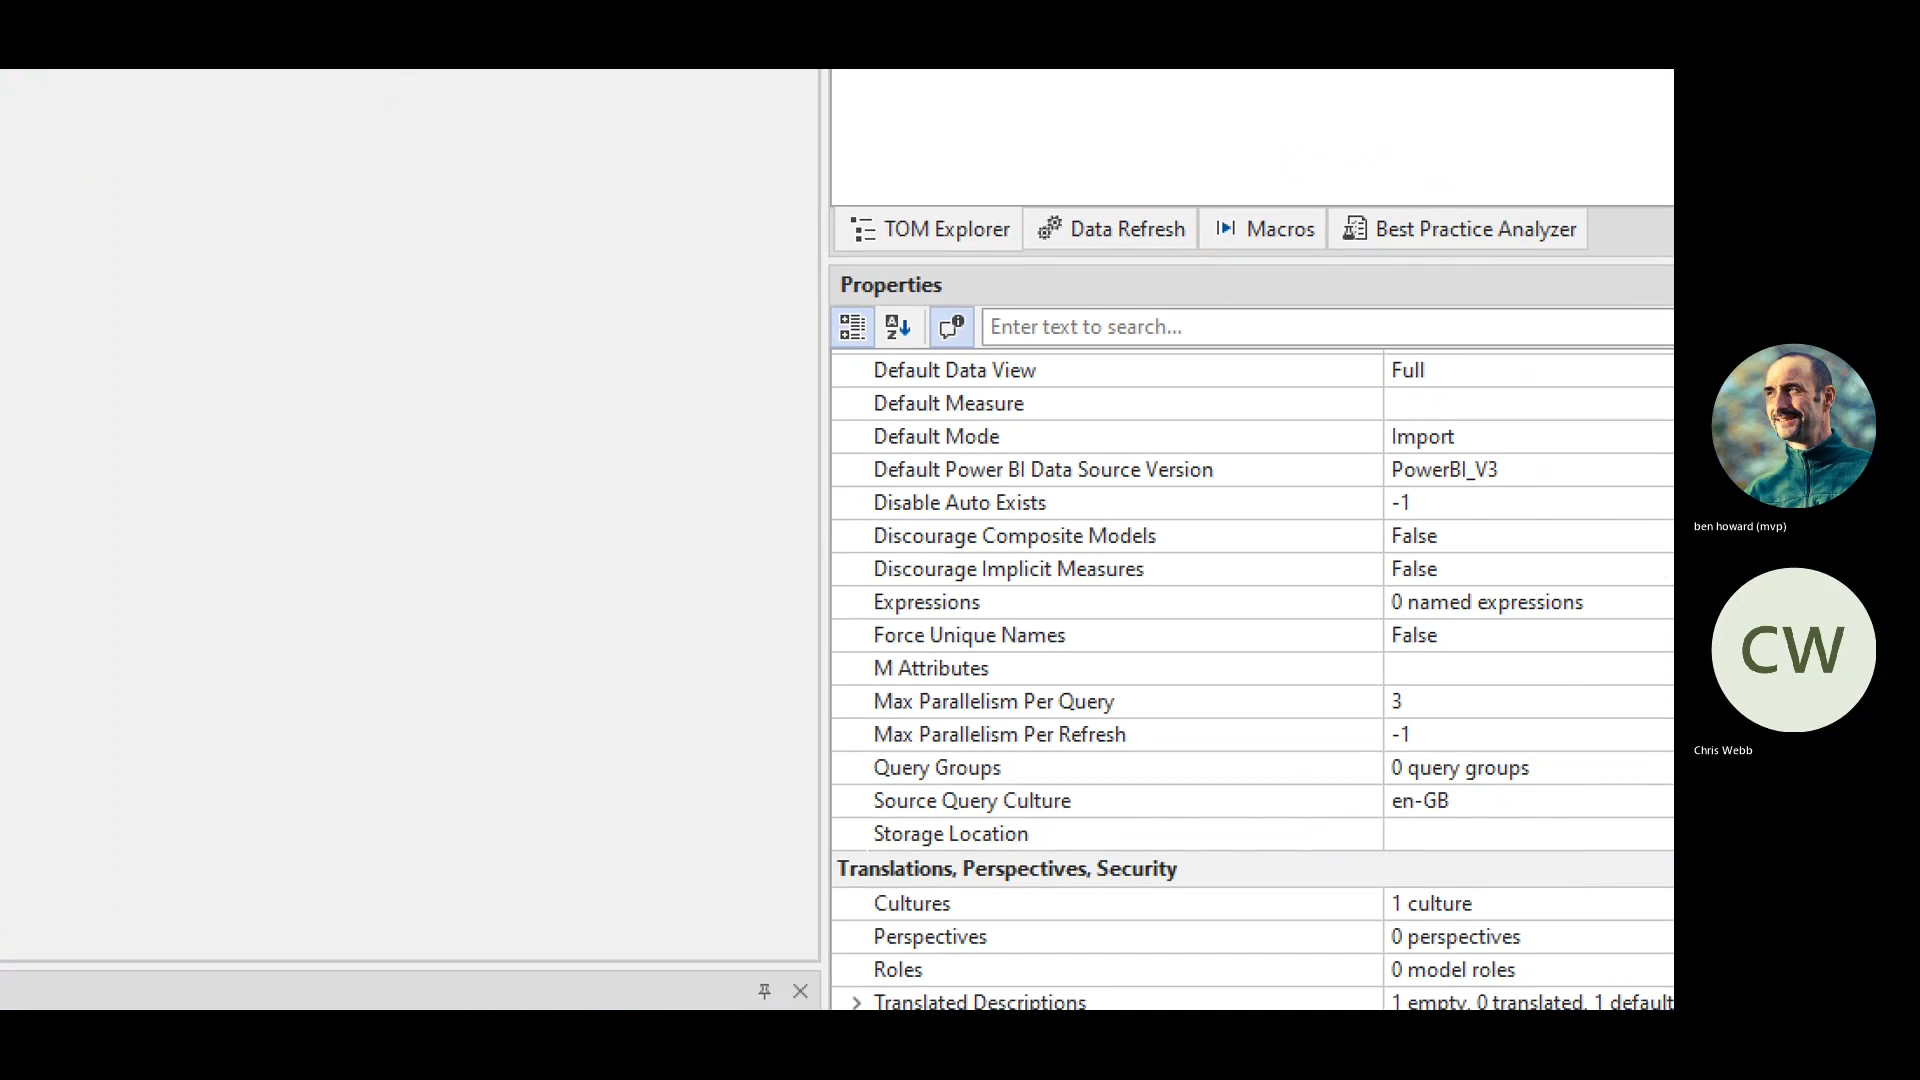 TOM Explorer Data Refresh Macros Best Practice Analyzer
Properties
Enter text to search...
Default Data View Full
Default Measure
Default Mode Import
Default Power BI Data Source Version PowerBI_V3
Disable Auto Exists -1
Discourage Composite Models False
Discourage Implicit Measures False
Expressions 0 named expressions
Force Unique Names False
M Attributes
Max Parallelism Per Query 3
Max Parallelism Per Refresh -1
Query Groups 0 query groups
Source Query Culture en-GB
Storage Location
Translations, Perspectives, Security
Cultures 1 culture
Perspectives 0 perspectives
Roles 0 model roles
Translated Descriptions 1 empty, 0 translated, 1 default
ben howard (mvp)
CW
Chris Webb